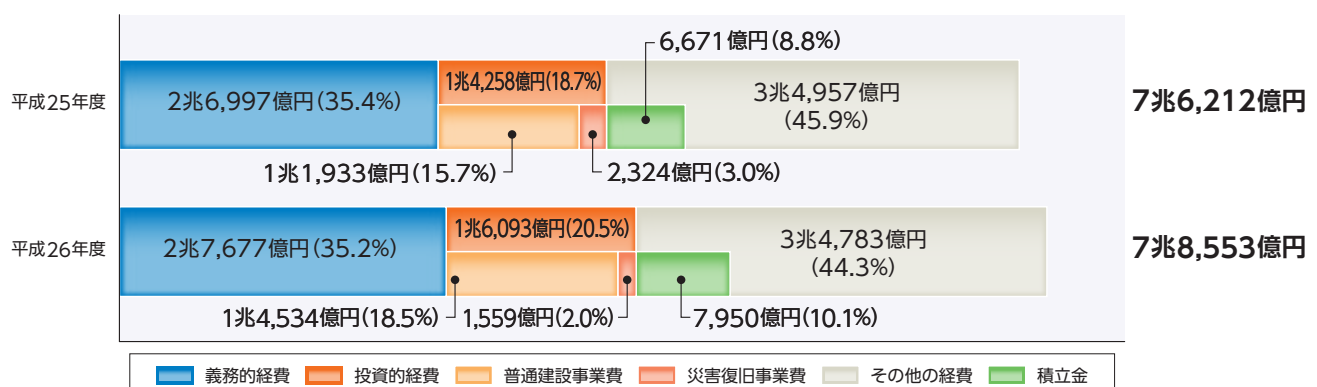 6,671億円(8.8%)
平成25年度
2兆6,997億円(35.4%)
1兆4,258億円(18.7%)
3兆4,957億円
(45.9%)
7兆6,212億円
1兆1,933億円(15.7%)
2,324億円(3.0%)
平成26年度
2兆7,677億円(35.2%)
1兆6,093億円(20.5%)
3兆4,783億円
(44.3%)
7兆8,553億円
1兆4,534億円(18.5%)
1,559億円(2.0%)
7,950億円(10.1%)
義務的経費 投資的経費 普通建設事業費 災害復旧事業費 その他の経費 積立金